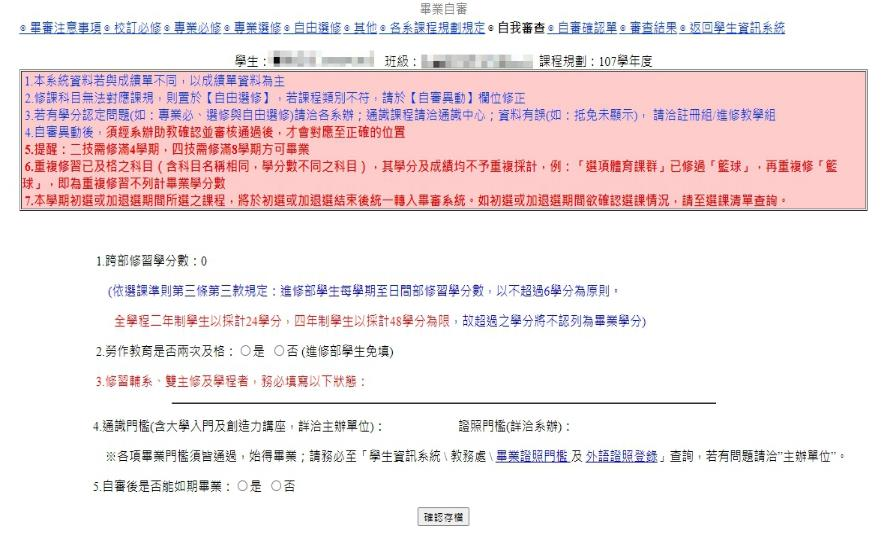 畢業自審
⊙ 畢審注意事項 ⊙ 校訂必修 ⊙ 專業必修 ⊙ 專業選修 ⊙ 自由選修 ⊙ 其他 ⊙ 各系課程規劃規定 ⊙ 自我審查 ⊙ 自審確認單 ⊙ 審查結果 ⊙ 返回學生資訊系統
學生： 班級： 課程規劃：107學年度
1.本系統資料若與成績單不同，以成績單資料為主
2.修課科目無法對應課規，則置於【自由選修】，若課程類別不符，請於【自審異動】欄位修正
3.若有學分認定問題(如：專業必、選修與自由選修)請洽各系辦；通識課程請洽通識中心；資料有誤(如：抵免未顯示)， 請洽註冊組/進修教學組
4.自審異動後，須經系辦助教確認並審核通過後，才會對應至正確的位置
5.提醒：二技需修滿4學期，四技需修滿8學期方可畢業
6.重複修習已及格之科目（含科目名稱相同，學分數不同之科目），其學分及成績均不予重複採計，例：「選項體育課群」已修過「籃球」，再重複修「籃
球」，即為重複修習不列計畢業學分數
7.本學期初選或加退選期間所選之課程，將於初選或加退選結束後統一轉入畢審系統。如初選或加退選期間欲確認選課情況，請至選課清單查詢。
1.跨部修習學分數：0
(依選課準則第三條第三款規定：進修部學生每學期至日間部修習學分數，以不超過6學分為原則。
全學程二年制學生以採計24學分，四年制學生以採計48學分為限，故超過之學分將不認列為畢業學分)
2.勞作教育是否兩次及格：○是 ○否 (進修部學生免填)
3.修習輔系、雙主修及學程者，務必填寫以下狀態：
4.通識門檻(含大學入門及創造力講座，詳洽主辦單位)： 證照門檻(詳洽系辦)：
※各項畢業門檻須皆通過，始得畢業；請務必至「學生資訊系統 \ 教務處 \ 畢業證照門檻 及 外語證照登錄」查詢，若有問題請洽"主辦單位"。
5.自審後是否能如期畢業：○是 ○否
確認存檔